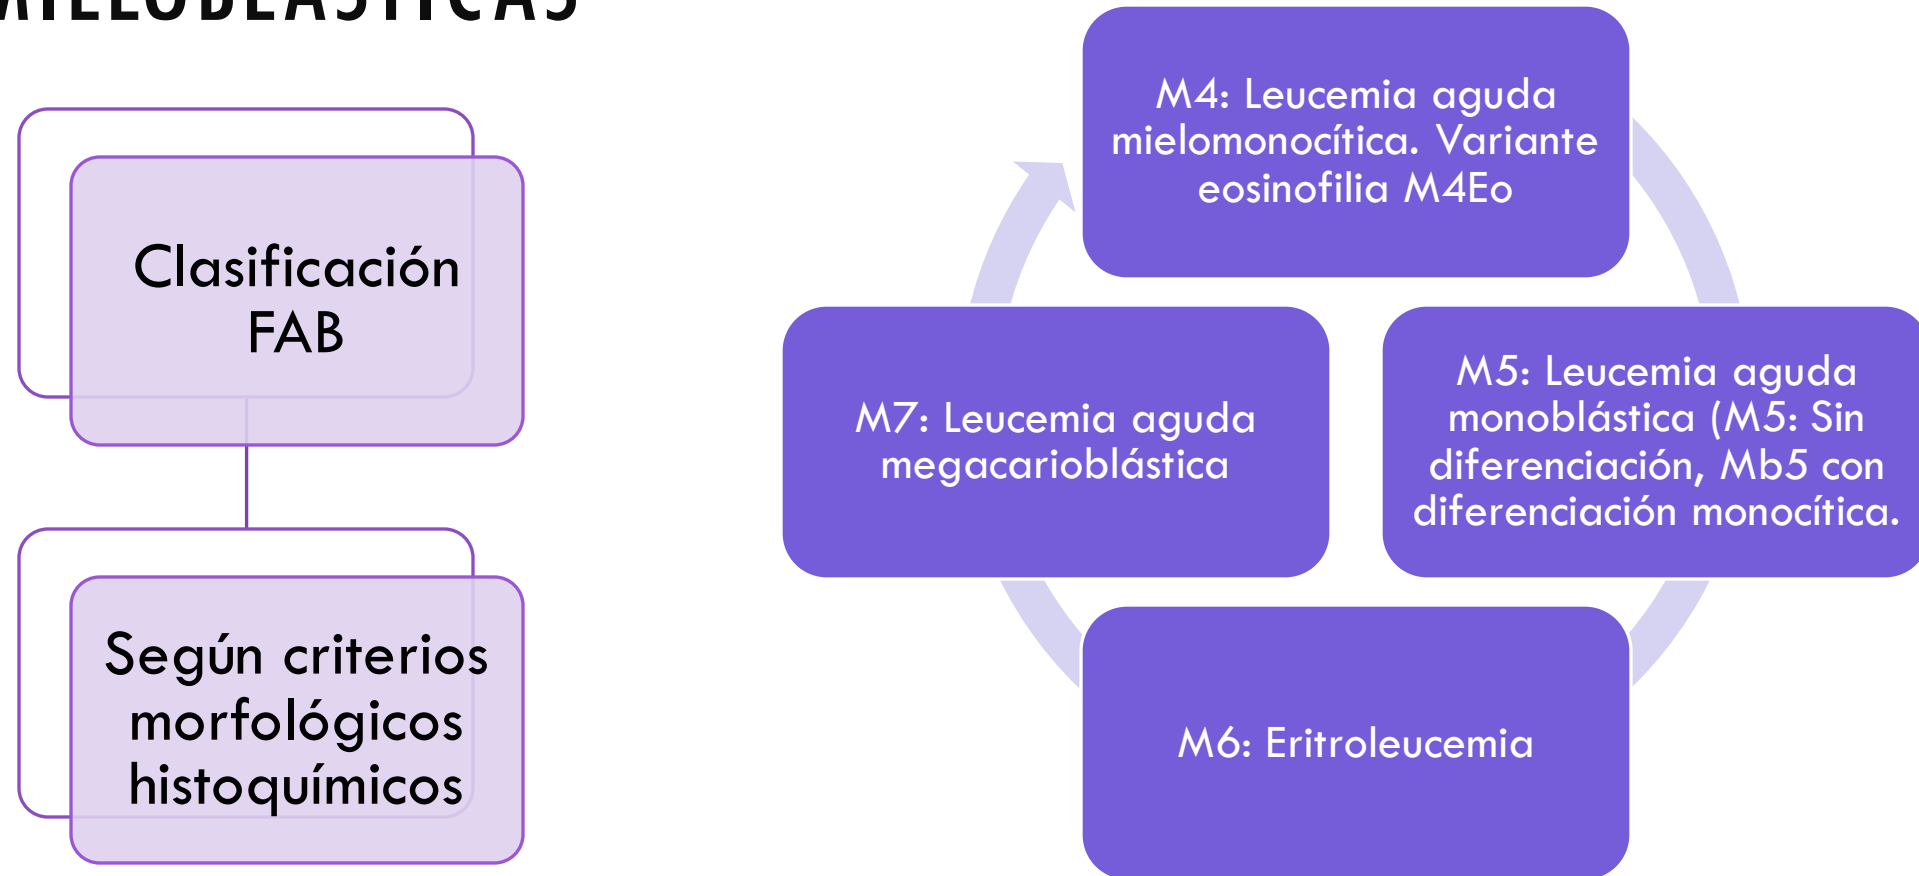 MIELOBLÁSTICAS
Clasificación
FAB
Según criterios
morfológicos
histoquímicos
M4: Leucemia aguda
mielomonocítica. Variante
eosinofilia M4Eo
M5: Leucemia aguda
monoblástica (M5: Sin
diferenciación, Mb5 con
diferenciación monocítica.
M6: Eritroleucemia
M7: Leucemia aguda
megacarioblástica